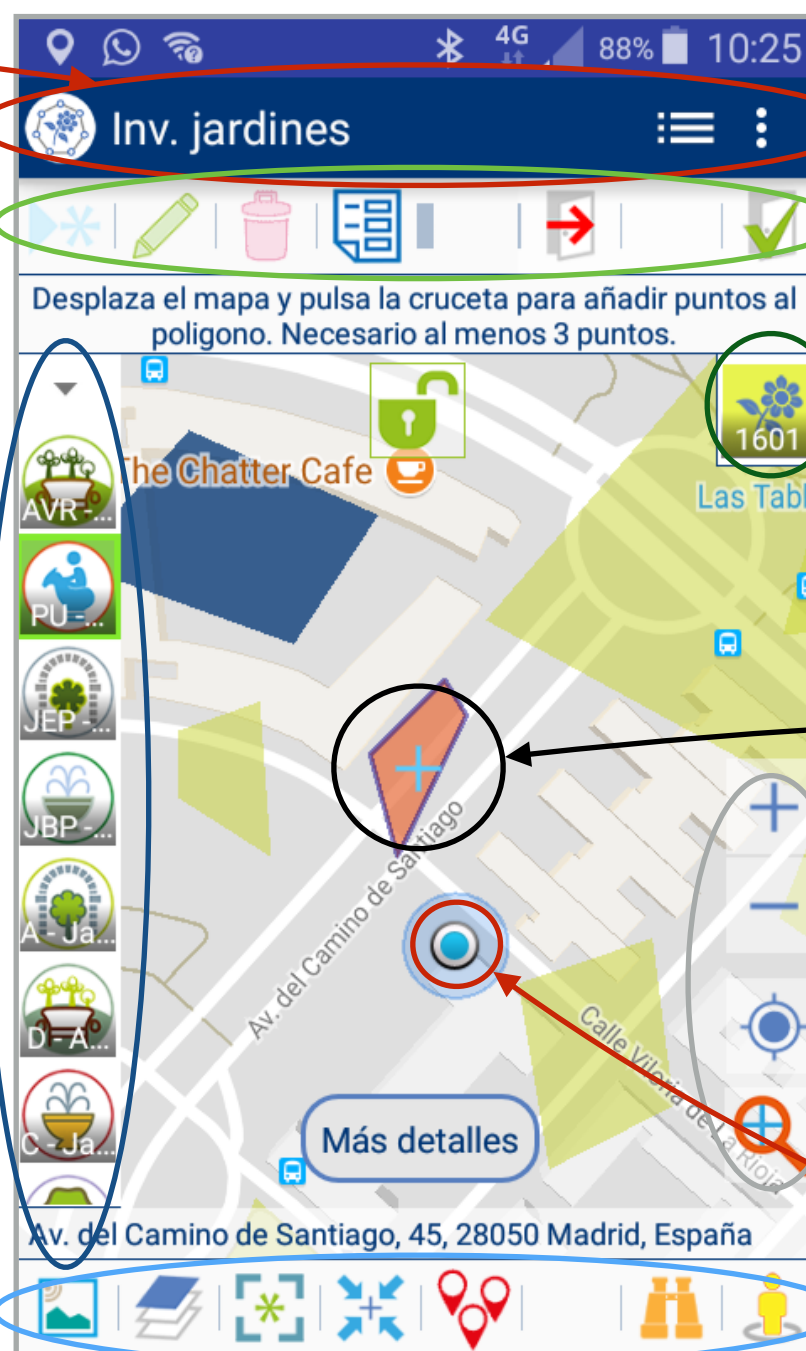 4G
88%
10:25
Inv. jardines
Desplaza el mapa y pulsa la cruceta para añadir puntos al
poligono. Necesario al menos 3 puntos.
1601
The Chatter Cafe
Las Tabl
AVR -...
PU -...
JEP -...
JBP -...
A - Ja...
D - A...
C - Ja...
Av. del Camino de Santiago
Calle Viloria de La Rioja
Más detalles
Av. del Camino de Santiago, 45, 28050 Madrid, España